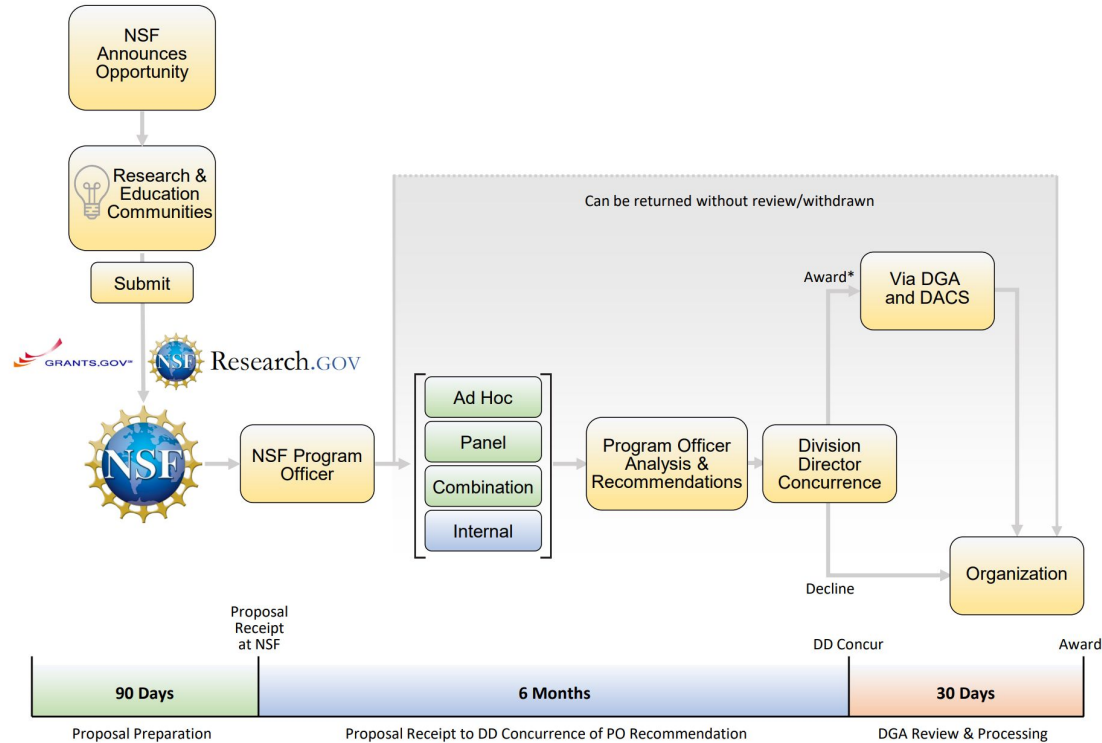 NSF
Announces
Opportunity
Research &
Education
Communities
Submit
GRANTS.GOV℠
NSF
Research.GOV
NSF
NSF Program
Officer
Can be returned without review/withdrawn
Ad Hoc
Panel
Combination
Internal
Program Officer
Analysis &
Recommendations
Division
Director
Concurrence
Award*
Via DGA
and DACS
Decline
Organization
Proposal
Receipt
at NSF
DD Concur
Award
90 Days
6 Months
30 Days
Proposal Preparation
Proposal Receipt to DD Concurrence of PO Recommendation
DGA Review & Processing